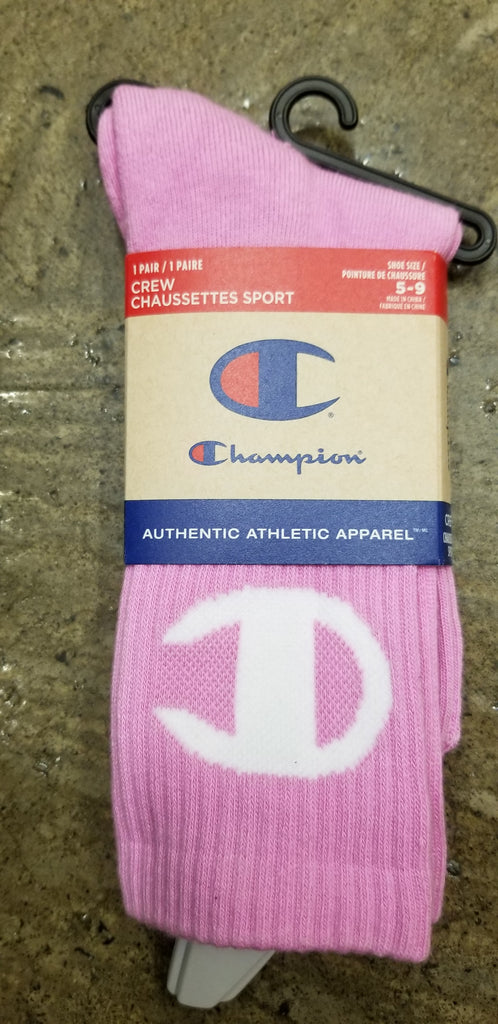 1 PAIR / 1 PAIRE
CREW
CHAUSSETTES SPORT
SHOE SIZE /
POINTURE DE CHAUSSURE
5-9
MADE IN CHINA /
FABRIQUÉ EN CHINE
Champion
AUTHENTIC ATHLETIC APPAREL